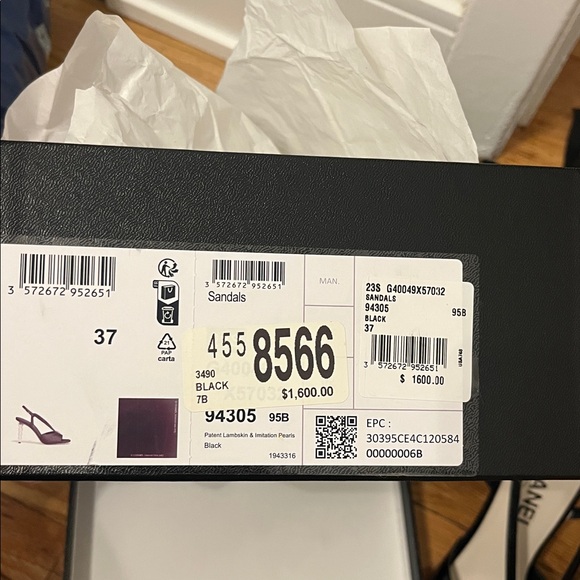 3 572672 952651
37
21
PAP
carta
3 572672 952651
Sandals
MAN.
455 8566
3490
BLACK
7B
$1,600.00
X5703
94305 95B
Patent Lambskin & Imitation Pearls
Black
1943316
23S G40049X57032
SANDALS
94305 95B
BLACK
37
3 572672 952651
$ 1600.00
EPC :
30395CE4C120584
00000006B
ANEL